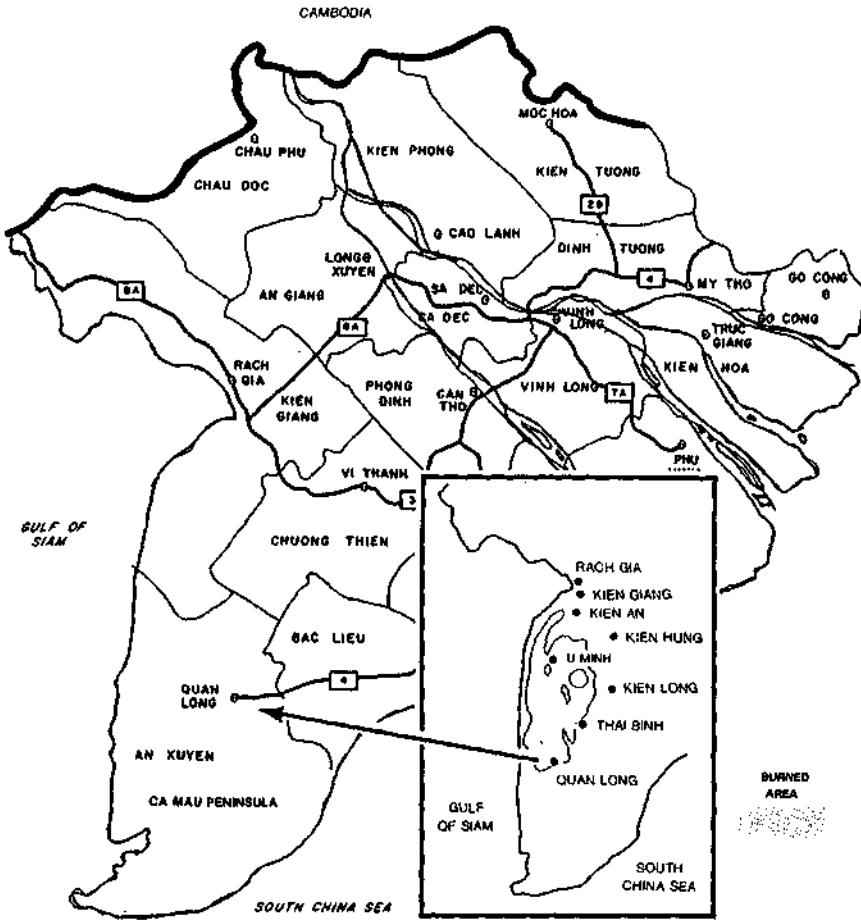 CAMBODIA
MOC HOA
CHAU PHU
KIEN PHONG
KIEN TUONG
CHAU DOC
29
CAO LANH
DINH TUONG
LONG
XUYEN
8A
AN GIANG
SA DEC
4
MY THO
GO CONG
SA DEC
VINH
LONG
GO CONG
8A
TRUC
GIANG
RACH
GIA
KIEN
HOA
KIEN
GIANG
PHONG
DINH
CAN
THO
VINH LONG
7A
PHU
VI THANH
GULF OF
SIAM
CHUONG THIEN
RACH GIA
KIEN GIANG
KIEN AN
KIEN HUNG
BAC LIEU
U MINH
4
QUAN
LONG
KIEN LONG
THAI BINH
AN XUYEN
QUAN LONG
CA MAU PENINSULA
BURNED
AREA
GULF
OF SIAM
SOUTH
CHINA SEA
SOUTH CHINA SEA